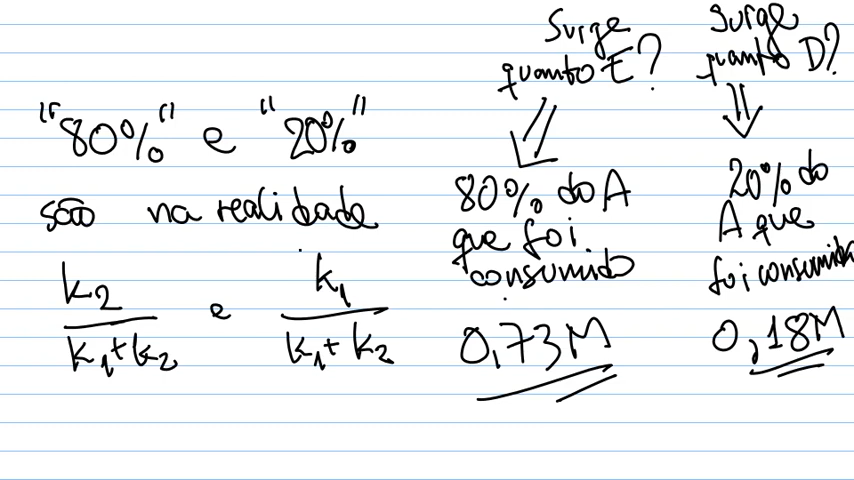 "80%" e "20%"
são na realidade
k2/(k1+k2) e k1/(k1+k2)
Surge
quanto E?
80% do A
que foi
consumido
0,73M
Surge
quanto D?
20% do
A que
foi consumido
0,18M